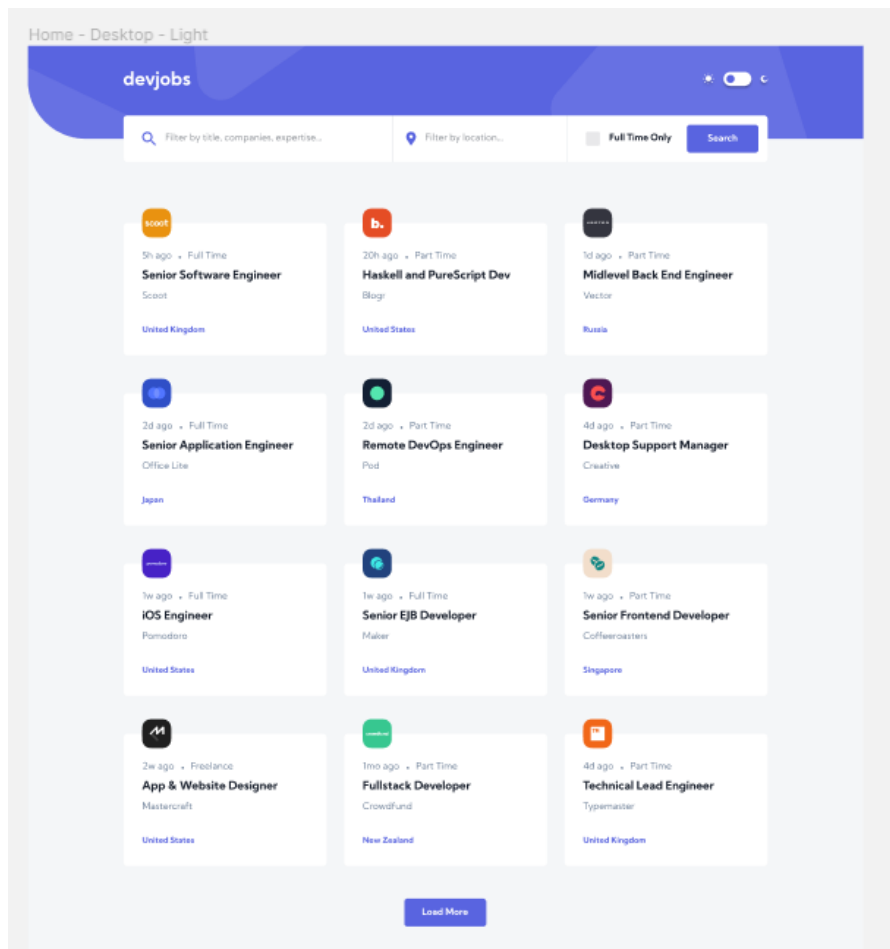 Home - Desktop - Light
devjobs
Filter by title, companies, expertise...
Filter by location...
Full Time Only
Search
scoot
5h ago . Full Time
Senior Software Engineer
Scoot
United Kingdom
b.
20h ago . Part Time
Haskell and PureScript Dev
Blogr
United States
1d ago . Part Time
Midlevel Back End Engineer
Vector
Russia
2d ago . Full Time
Senior Application Engineer
Office Lite
Japan
2d ago . Part Time
Remote DevOps Engineer
Pod
Thailand
4d ago . Part Time
Desktop Support Manager
Creative
Germany
1w ago . Full Time
iOS Engineer
Pomodoro
United States
1w ago . Full Time
Senior EJB Developer
Maker
United Kingdom
1w ago . Part Time
Senior Frontend Developer
Coffeeroasters
Singapore
2w ago . Freelance
App & Website Designer
Mastercraft
United States
1mo ago . Part Time
Fullstack Developer
Crowdfund
New Zealand
4d ago . Part Time
Technical Lead Engineer
Typemaster
United Kingdom
Load More